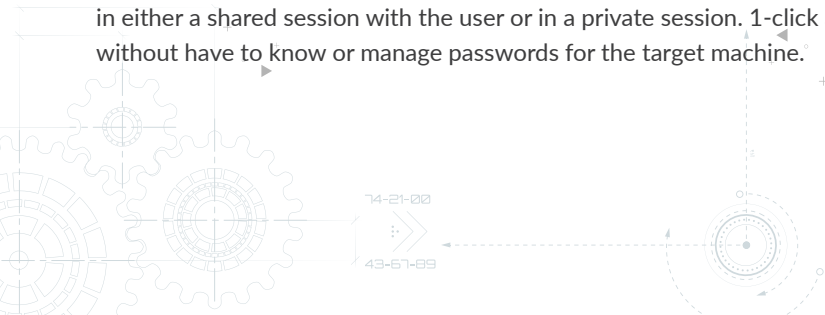 in either a shared session with the user or in a private session. 1-click
without have to know or manage passwords for the target machine.
74-21-00
43-67-89